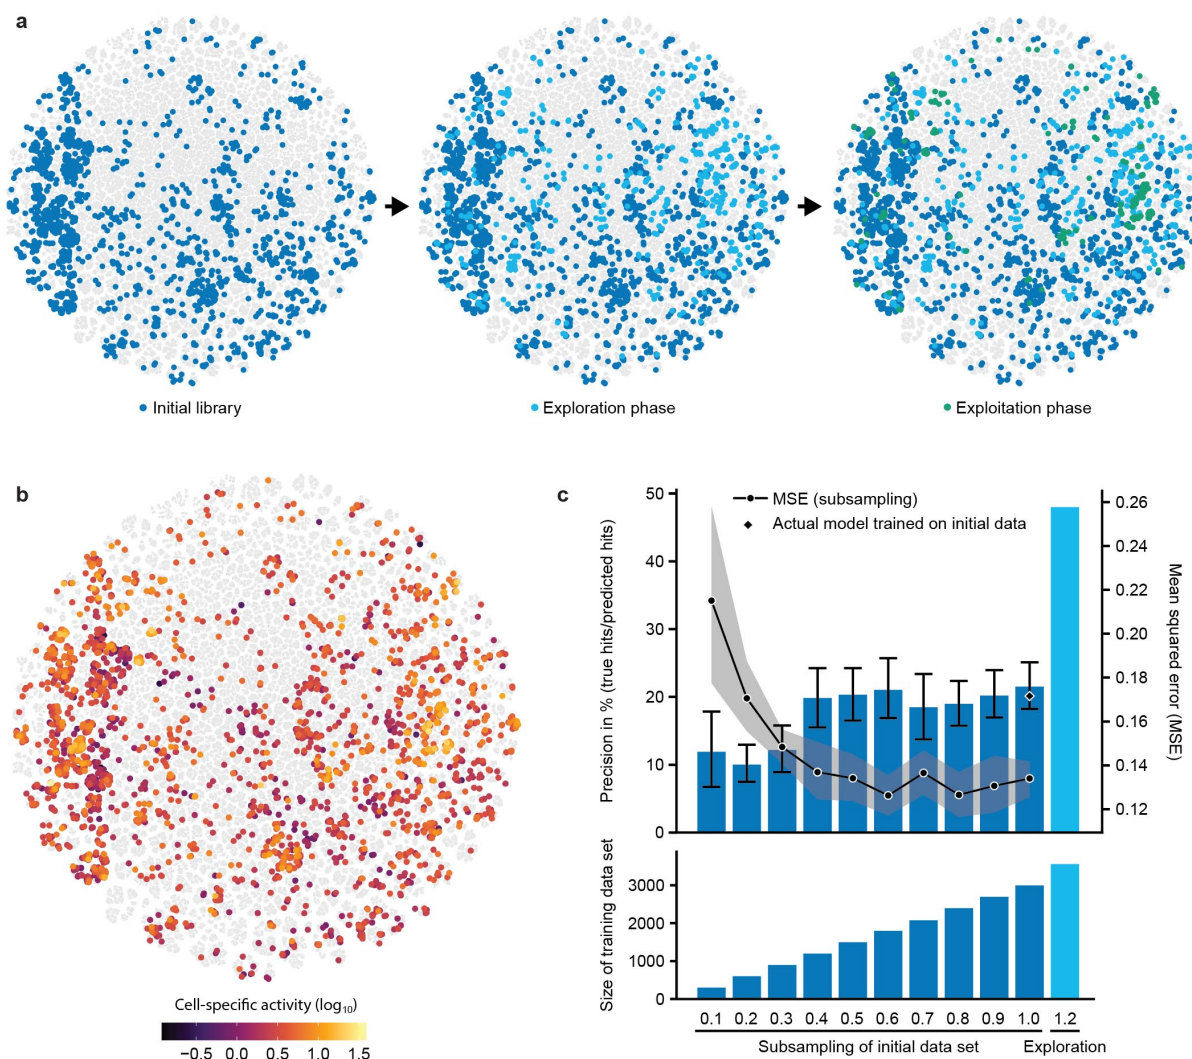 a
Initial library
Exploration phase
Exploitation phase
b
Cell-specific activity (log10)
−0.5 0.0 0.5 1.0 1.5
c
MSE (subsampling)
Actual model trained on initial data
Precision in % (true hits/predicted hits)
50
40
30
20
10
0
0.26
0.24
0.22
0.20
0.18
0.16
0.14
0.12
Mean squared error (MSE)
Size of training data set
3000
2000
1000
0
0.1 0.2 0.3 0.4 0.5 0.6 0.7 0.8 0.9 1.0 1.2
Subsampling of initial data set
Exploration